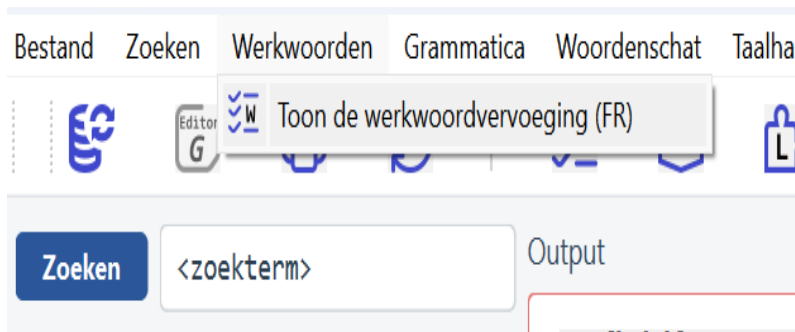 Bestand Zoeken Werkwoorden Grammatica Woordenschat
Toon de werkwoordvervoeging (FR)
Editor
G
W
L
Zoeken <zoekterm> Output